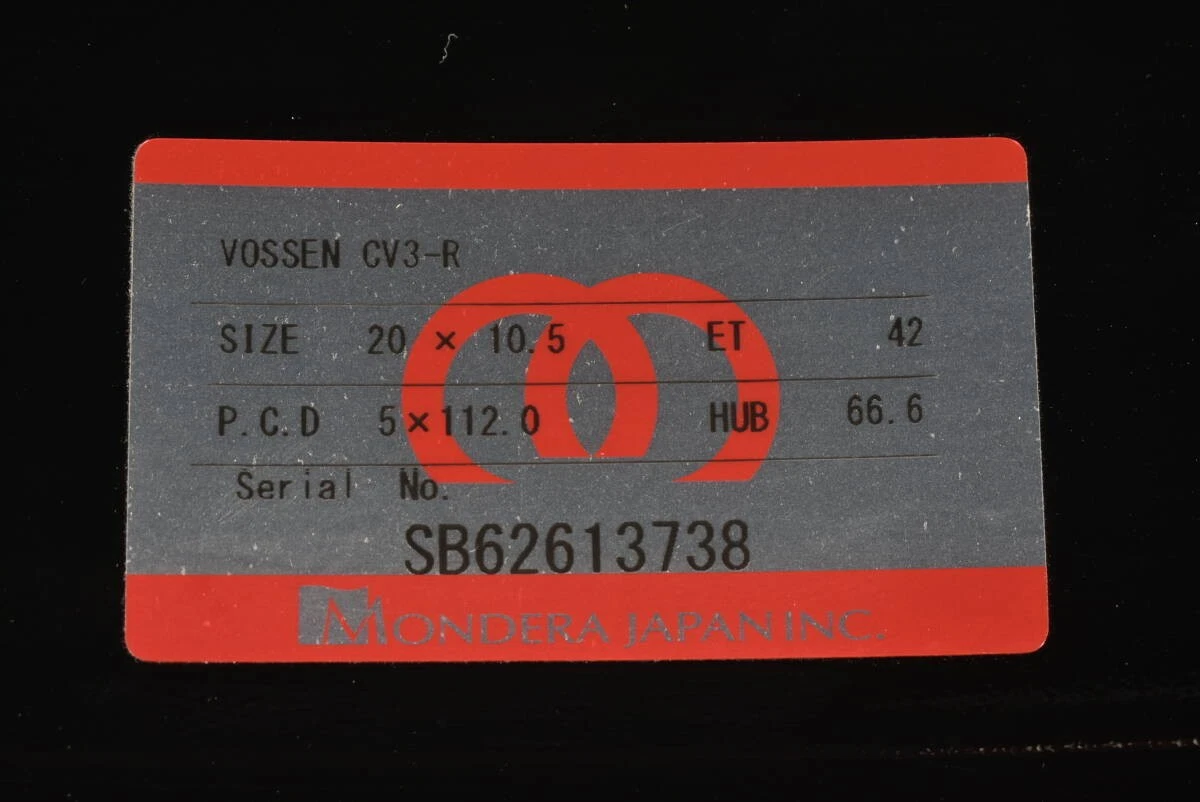 VOSSEN CV3-R
SIZE 20 × 10.5 ET 42
P.C.D 5×112.0 HUB 66.6
Serial No.
SB62613738
MONDERA JAPAN INC.